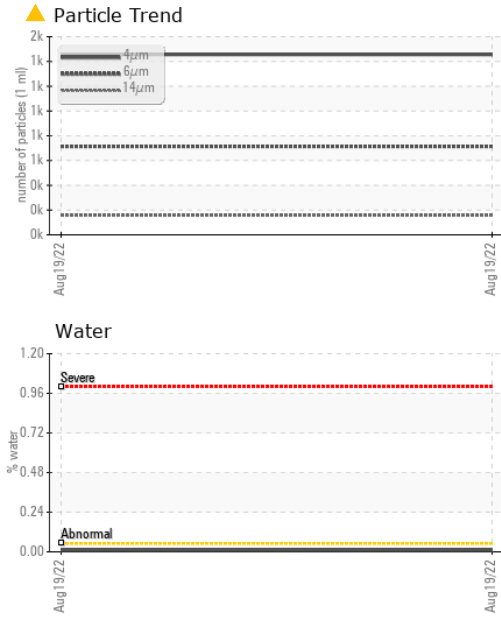 Particle Trend
number of particles (1 ml)
2k
1k
1k
1k
1k
1k
0k
0k
0k
4μm
6μm
14μm
Aug19/22
Aug19/22
Water
% water
1.20
0.96
0.72
0.48
0.24
0.00
Severe
Abnormal
Aug19/22
Aug19/22